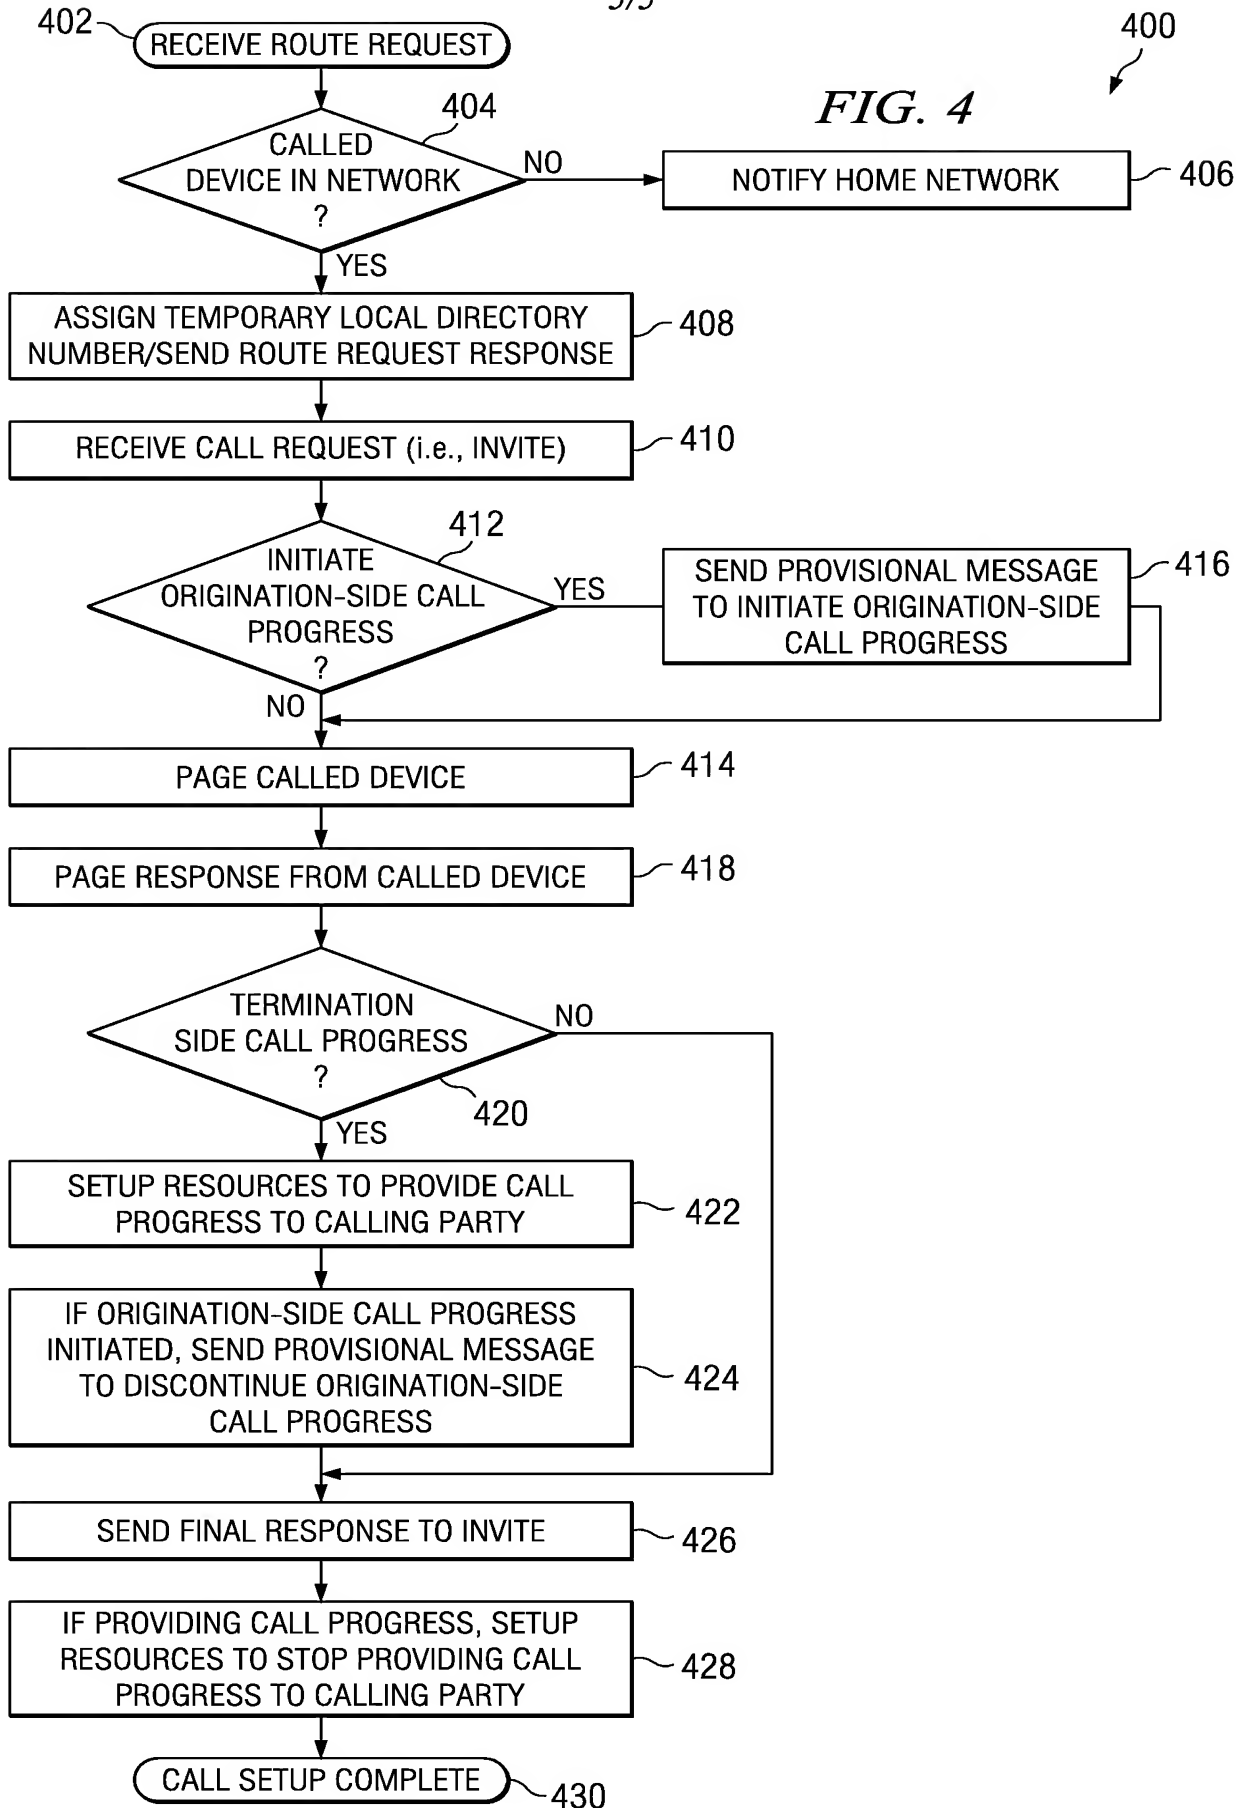 402
RECEIVE ROUTE REQUEST
400
FIG. 4
404
CALLED
DEVICE IN NETWORK
?
NO
NOTIFY HOME NETWORK
406
YES
ASSIGN TEMPORARY LOCAL DIRECTORY
NUMBER/SEND ROUTE REQUEST RESPONSE
408
RECEIVE CALL REQUEST (i.e., INVITE)
410
412
INITIATE
ORIGINATION-SIDE CALL
PROGRESS
?
YES
SEND PROVISIONAL MESSAGE
TO INITIATE ORIGINATION-SIDE
CALL PROGRESS
416
NO
PAGE CALLED DEVICE
414
PAGE RESPONSE FROM CALLED DEVICE
418
TERMINATION
SIDE CALL PROGRESS
?
NO
420
YES
SETUP RESOURCES TO PROVIDE CALL
PROGRESS TO CALLING PARTY
422
IF ORIGINATION-SIDE CALL PROGRESS
INITIATED, SEND PROVISIONAL MESSAGE
TO DISCONTINUE ORIGINATION-SIDE
CALL PROGRESS
424
SEND FINAL RESPONSE TO INVITE
426
IF PROVIDING CALL PROGRESS, SETUP
RESOURCES TO STOP PROVIDING CALL
PROGRESS TO CALLING PARTY
428
CALL SETUP COMPLETE
430